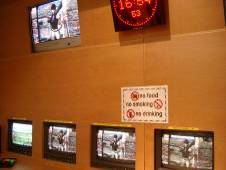 16:54
53
no food
no smoking
no drinking